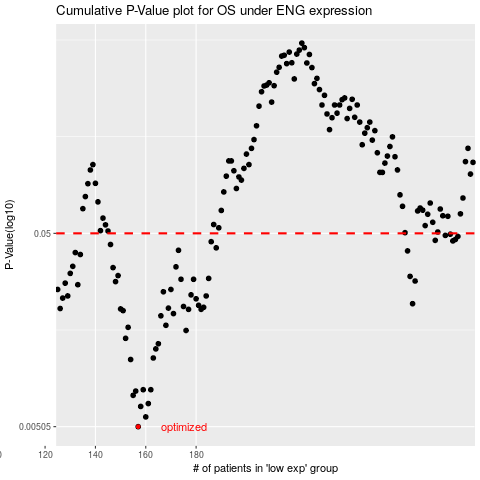 Cumulative P-Value plot for OS under ENG expression
P-Value(log10)
0.05
0.00505
optimized
0 120 140 160 180
# of patients in 'low exp' group